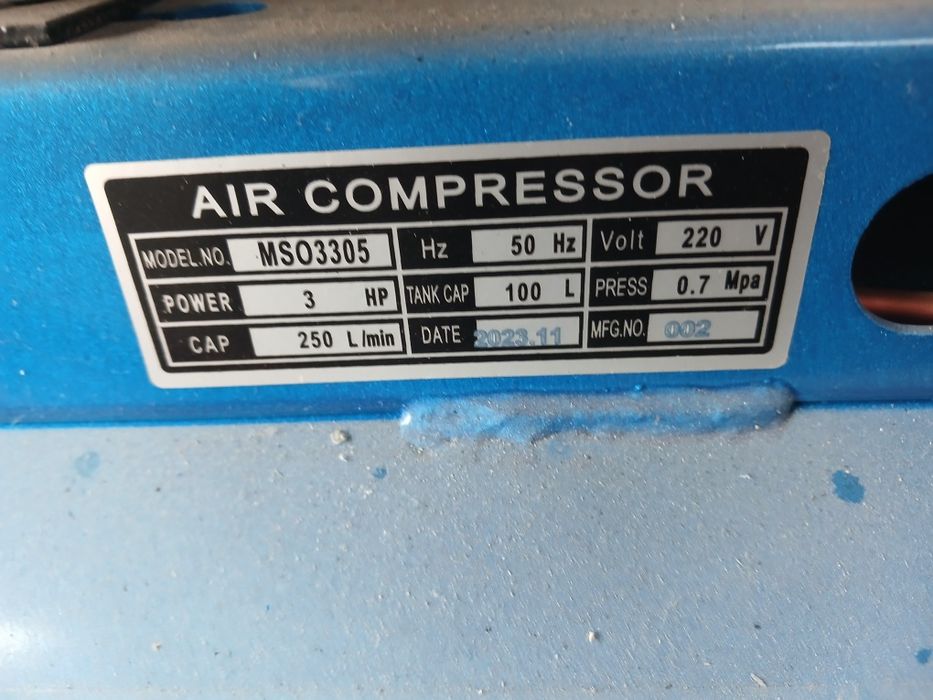 AIR COMPRESSOR
MODEL.NO. MSO3305 Hz 50 Hz Volt 220 V
POWER 3 HP TANK CAP 100 L PRESS 0.7 Mpa
CAP 250 L/min DATE 2023.11 MFG.NO. 002